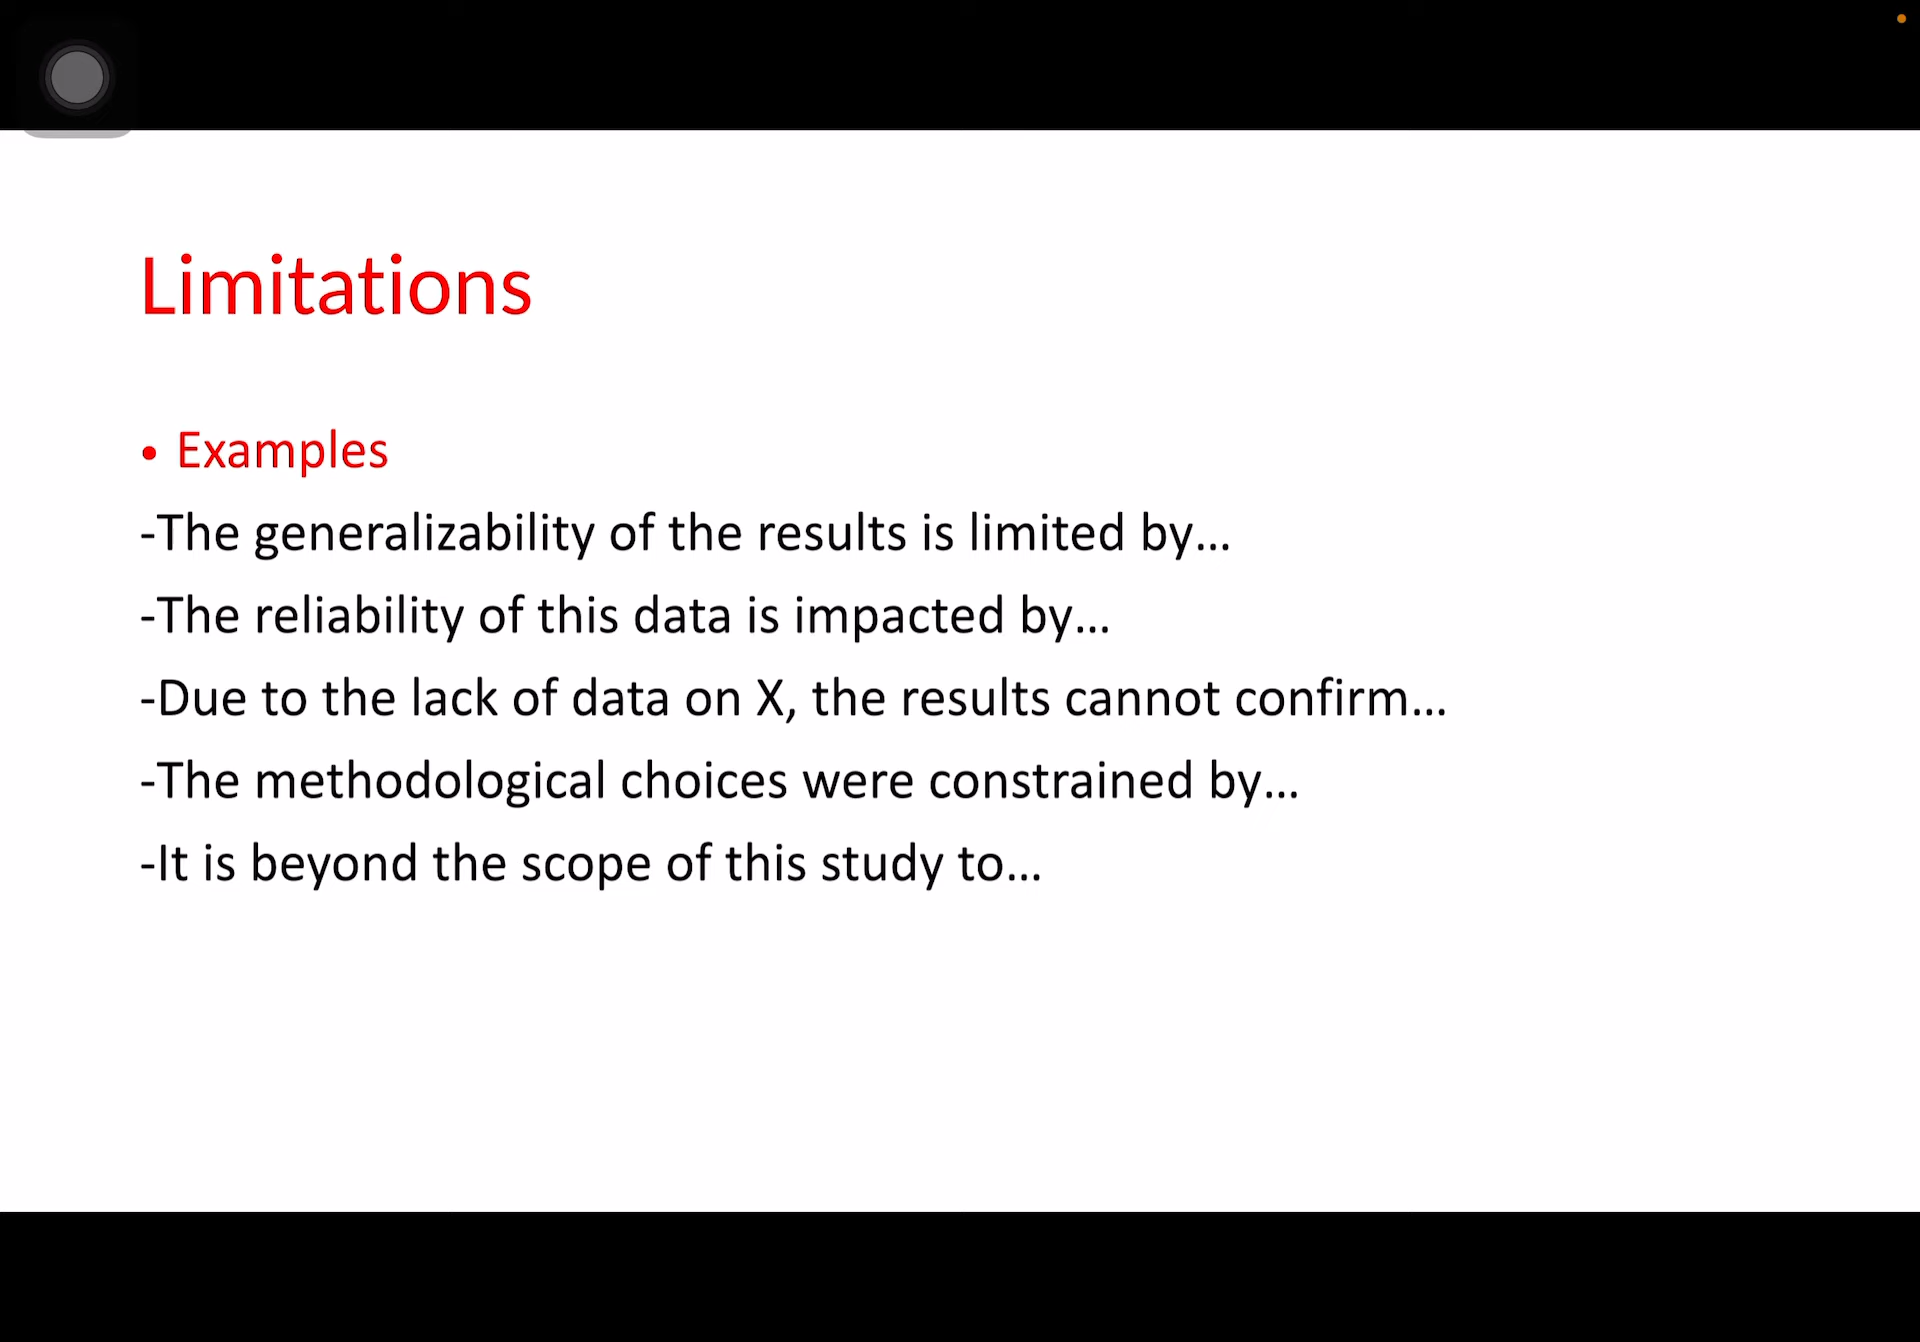 Limitations
• Examples
-The generalizability of the results is limited by...
-The reliability of this data is impacted by...
-Due to the lack of data on X, the results cannot confirm...
-The methodological choices were constrained by...
-It is beyond the scope of this study to...